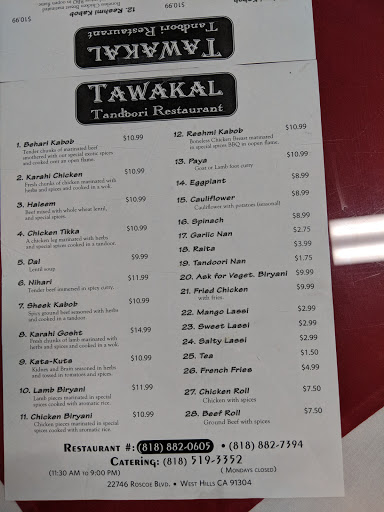 $10.99
12. Reshmi Kabob
$10.99
TAWAKAL
Tandoori Restaurant
TAWAKAL
Tandoori Restaurant
1. Behari Kabob $10.99
Tender chunks of marinated beef
smothered with our special exotic spices
and cooked over an open flame.
2. Karahi Chicken $10.99
Fresh chunks of chicken marinated with
herbs and spices and cooked in a wok.
3. Haleem $10.99
Beef mixed with whole wheat lentil,
and special spices.
4. Chicken Tikka $10.99
A chicken leg marinated with herbs
and special spices cooked in a tandoor.
5. Dal $9.99
Lentil soup
6. Nihari $11.99
Tender beef immersed in spicy curry.
7. Sheek Kabob $10.99
Spicy ground beef seasoned with herbs
and cooked in a tandoor.
8. Karahi Gosht $14.99
Fresh chunks of lamb marinated with
herbs and spices and cooked in a wok.
9. Kata-Kute $10.99
Kidney and Brain seasoned in herbs
and tossed in tomatoes and spices.
10. Lamb Biryani $11.99
Lamb pieces marinated in special
spices cooked with aromatic rice.
11. Chicken Biryani $10.99
Chicken pieces marinated in special
spices cooked with aromatic rice.
12. Reshmi Kabob $10.99
Boneless Chicken Breast marinated
in special spices BBQ in oopen flame.
13. Paya $10.99
Goat or Lamb foot curry
14. Eggplant $8.99
15. Cauliflower $8.99
Cauliflower with potatoes (seasonal)
16. Spinach $8.99
17. Garlic Nan $2.75
18. Raita $3.99
19. Tandoori Nan $1.75
20. Ask for Veget. Biryani $9.99
21. Fried Chicken $9.99
with fries.
22. Mango Lassi $2.99
23. Sweet Lassi $2.99
24. Salty Lassi $2.99
25. Tea $1.50
26. French Fries $4.99
27. Chicken Roll $7.50
Chicken with spices
28. Beef Roll $7.50
Ground Beef with spices
RESTAURANT #: (818) 882-0605 • (818) 882-7394
CATERING: (818) 519-3352
(11:30 AM to 9:00 PM) ( Mondays closed)
22746 ROSCOE BLVD. • WEST HILLS CA 91304